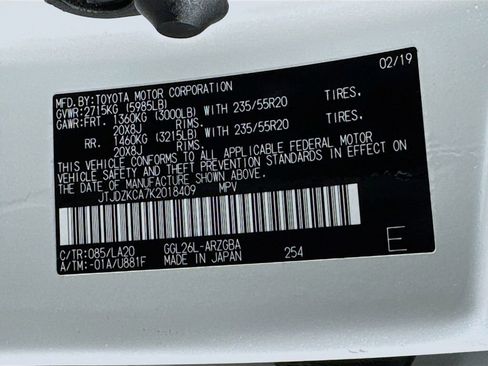 MFD.BY:TOYOTA MOTOR CORPORATION 02/19
GVWR:2715KG (5985LB)
GAWR:FRT. 1360KG (3000LB) WITH 235/55R20 TIRES.
20X8J RIMS.
RR. 1460KG (3215LB) WITH 235/55R20 TIRES.
20X8J RIMS.
THIS VEHICLE CONFORMS TO ALL APPLICABLE FEDERAL MOTOR
VEHICLE SAFETY AND THEFT PREVENTION STANDARDS IN EFFECT ON
THE DATE OF MANUFACTURE SHOWN ABOVE.
JTJDZKCA7K2018409 MPV
C/TR:085/LA20 GGL26L-ARZGBA E
A/TM:-01A/U881F MADE IN JAPAN 254